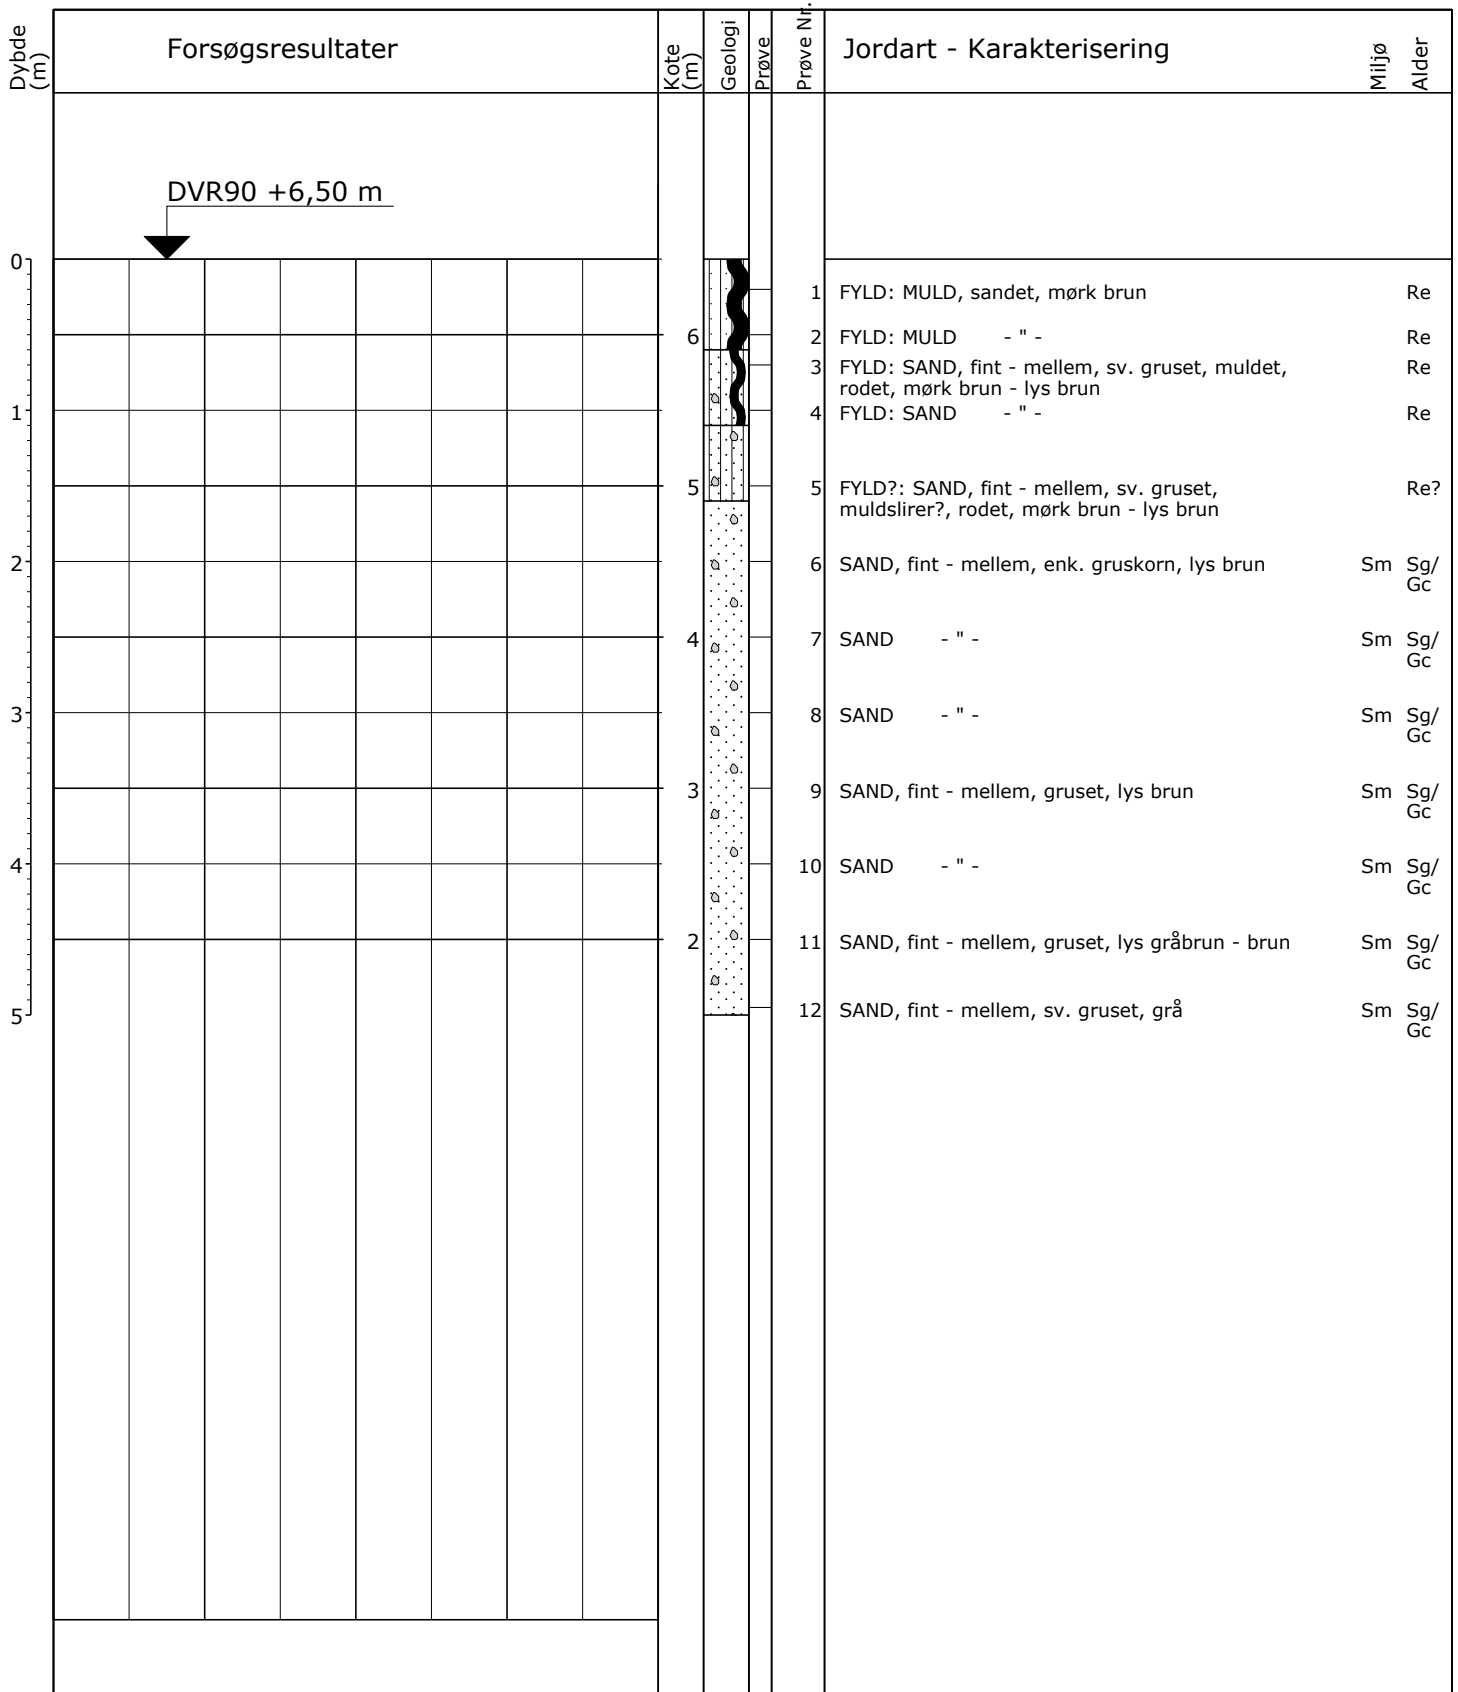 Dybde
(m)
Forsøgsresultater
Kote
(m)
Geologi
Prøve
Prøve Nr.
Jordart - Karakterisering
Miljø
Alder
DVR90 +6,50 m
0
1 FYLD: MULD, sandet, mørk brun Re
6 2 FYLD: MULD - " - Re
3 FYLD: SAND, fint - mellem, sv. gruset, muldet, Re
rodet, mørk brun - lys brun
1 4 FYLD: SAND - " - Re
5 5 FYLD?: SAND, fint - mellem, sv. gruset, Re?
muldslirer?, rodet, mørk brun - lys brun
2 6 SAND, fint - mellem, enk. gruskorn, lys brun Sm Sg/
Gc
4 7 SAND - " - Sm Sg/
Gc
3 8 SAND - " - Sm Sg/
Gc
3 9 SAND, fint - mellem, gruset, lys brun Sm Sg/
Gc
4 10 SAND - " - Sm Sg/
Gc
2 11 SAND, fint - mellem, gruset, lys gråbrun - brun Sm Sg/
Gc
5 12 SAND, fint - mellem, sv. gruset, grå Sm Sg/
Gc